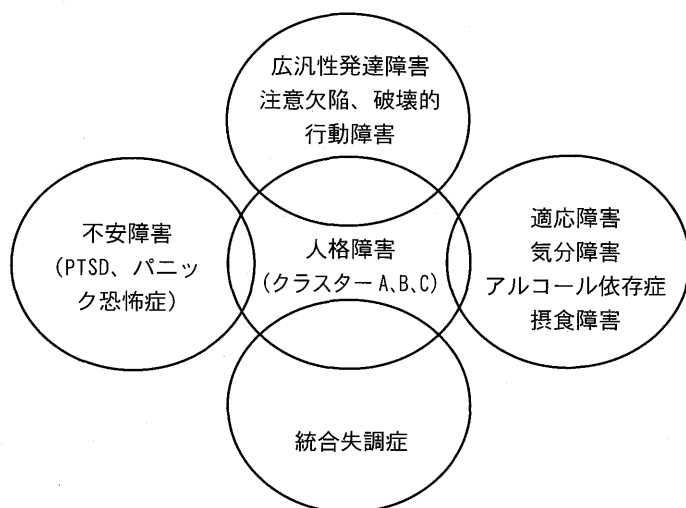 広汎性発達障害
注意欠陥、破壊的
行動障害
不安障害
(PTSD、パニッ
ク恐怖症)
人格障害
(クラスターA、B、C)
適応障害
気分障害
アルコール依存症
摂食障害
統合失調症